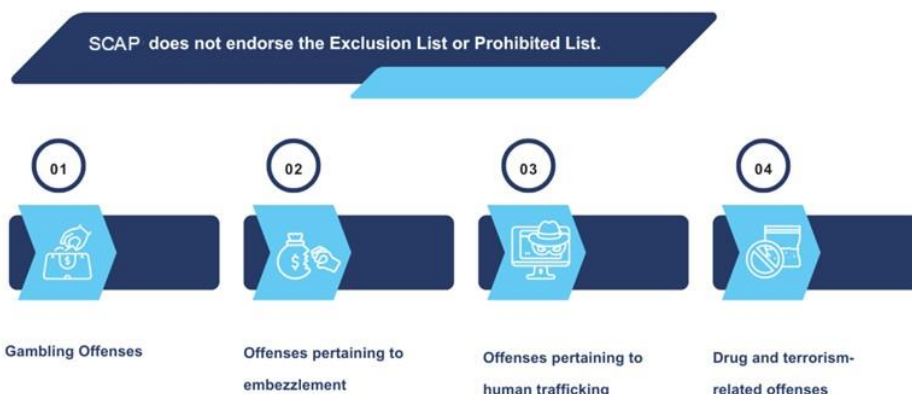 SCAP does not endorse the Exclusion List or Prohibited List.
01
02
03
04
Gambling Offenses
Offenses pertaining to
embezzlement
Offenses pertaining to
human trafficking
Drug and terrorism-
related offenses